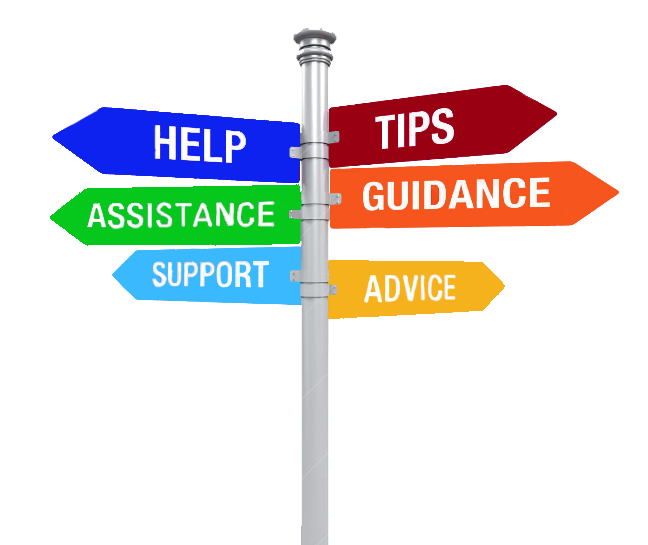 HELP
TIPS
ASSISTANCE
GUIDANCE
SUPPORT
ADVICE